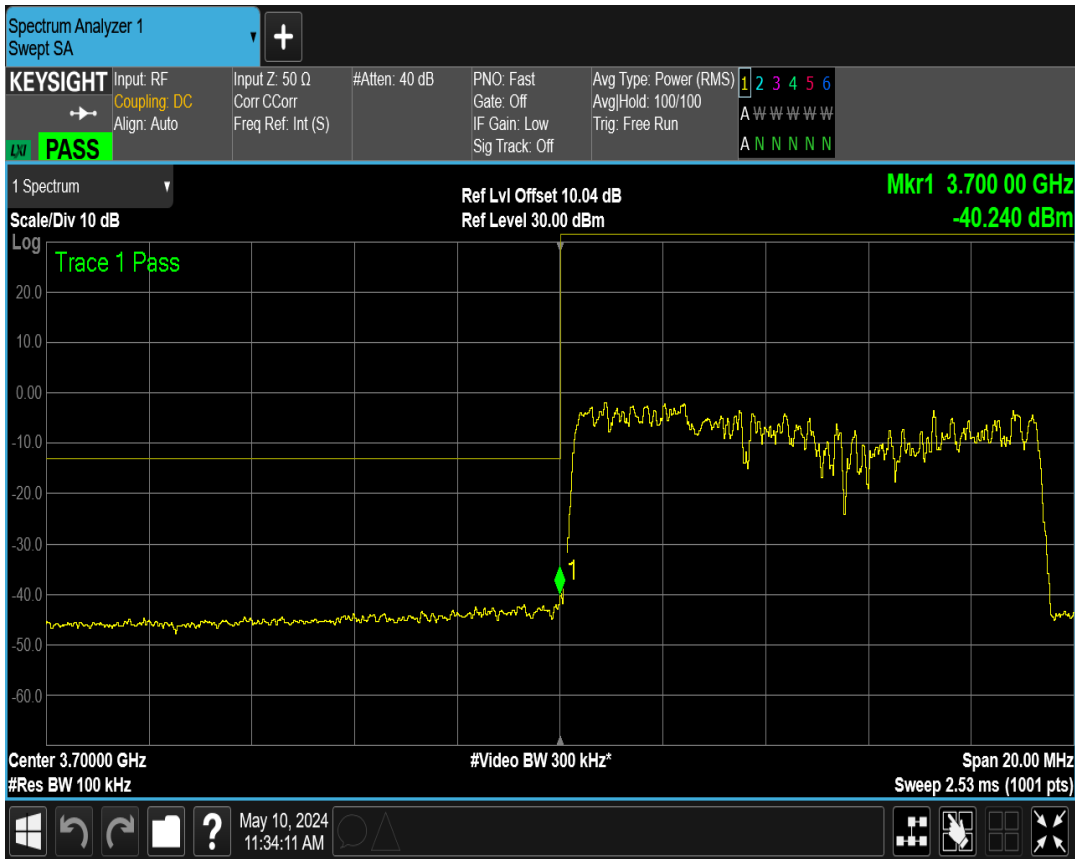 Spectrum Analyzer 1
Swept SA
+
KEYSIGHT
LXI PASS
Input: RF
Coupling: DC
Align: Auto
Input Z: 50 Ω
Corr CCorr
Freq Ref: Int (S)
#Atten: 40 dB
PNO: Fast
Gate: Off
IF Gain: Low
Sig Track: Off
Avg Type: Power (RMS)
Avg|Hold: 100/100
Trig: Free Run
1 2 3 4 5 6
A W W W W W
A N N N N N
1 Spectrum
Scale/Div 10 dB
Ref Lvl Offset 10.04 dB
Ref Level 30.00 dBm
Mkr1 3.700 00 GHz
-40.240 dBm
Log
Trace 1 Pass
20.0
10.0
0.00
-10.0
-20.0
-30.0
1
-40.0
-50.0
-60.0
Center 3.70000 GHz
#Res BW 100 kHz
#Video BW 300 kHz*
Span 20.00 MHz
Sweep 2.53 ms (1001 pts)
?
May 10, 2024
11:34:11 AM